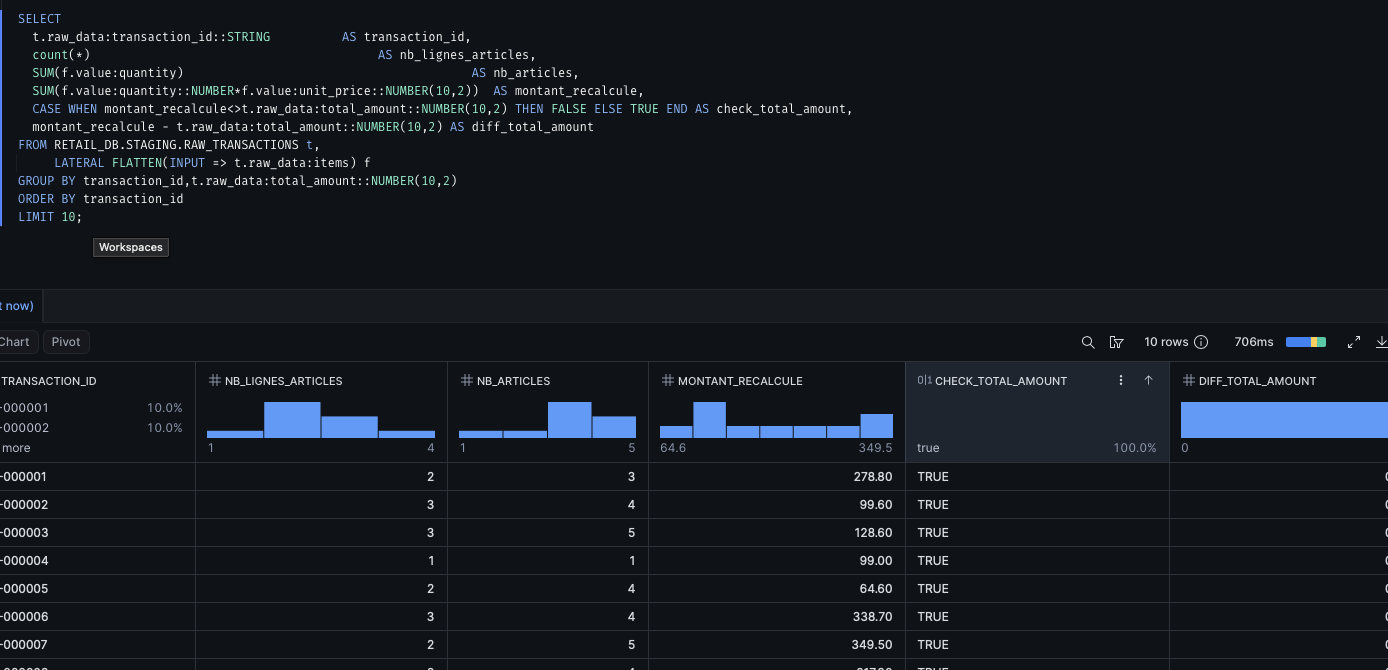 SELECT
t.raw_data:transaction_id::STRING AS transaction_id,
count(*) AS nb_lignes_articles,
SUM(f.value:quantity) AS nb_articles,
SUM(f.value:quantity::NUMBER*f.value:unit_price::NUMBER(10,2)) AS montant_recalcule,
CASE WHEN montant_recalcule<>t.raw_data:total_amount::NUMBER(10,2) THEN FALSE ELSE TRUE END AS check_total_amount,
montant_recalcule - t.raw_data:total_amount::NUMBER(10,2) AS diff_total_amount
FROM RETAIL_DB.STAGING.RAW_TRANSACTIONS t,
LATERAL FLATTEN(INPUT => t.raw_data:items) f
GROUP BY transaction_id,t.raw_data:total_amount::NUMBER(10,2)
ORDER BY transaction_id
LIMIT 10;
Workspaces
t now)
Chart Pivot 10 rows 706ms
TRANSACTION_ID NB_LIGNES_ARTICLES NB_ARTICLES MONTANT_RECALCULE 0|1 CHECK_TOTAL_AMOUNT DIFF_TOTAL_AMOUNT
-000001 10.0%
-000002 10.0%
more 1 4 1 5 64.6 349.5 true 100.0% 0
-000001 2 3 278.80 TRUE
-000002 3 4 99.60 TRUE
-000003 3 5 128.60 TRUE
-000004 1 1 99.00 TRUE
-000005 2 4 64.60 TRUE
-000006 3 4 338.70 TRUE
-000007 2 5 349.50 TRUE